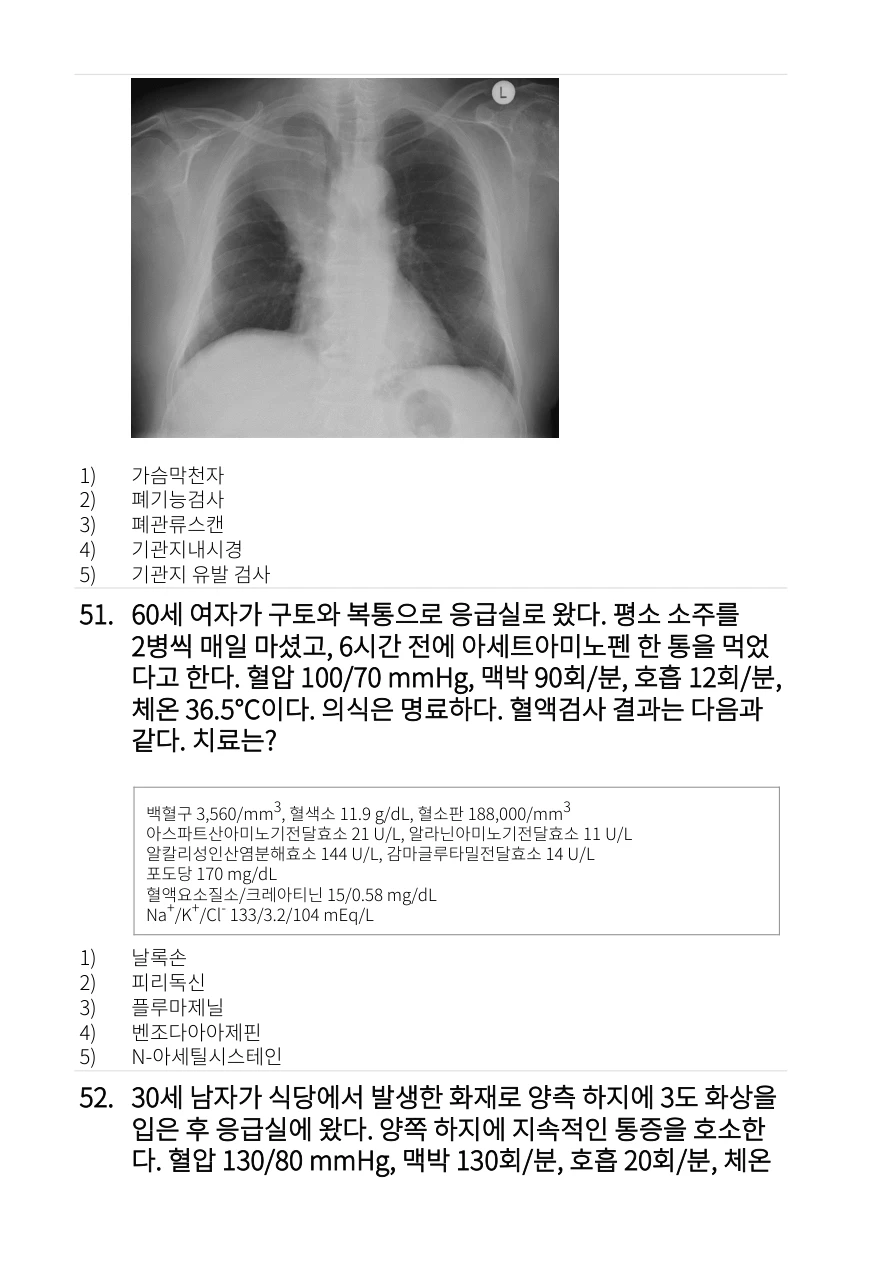 L
1) 가슴막천자
2) 폐기능검사
3) 폐관류스캔
4) 기관지내시경
5) 기관지 유발 검사
51. 60세 여자가 구토와 복통으로 응급실로 왔다. 평소 소주를
2병씩 매일 마셨고, 6시간 전에 아세트아미노펜 한 통을 먹었
다고 한다. 혈압 100/70 mmHg, 맥박 90회/분, 호흡 12회/분,
체온 36.5℃이다. 의식은 명료하다. 혈액검사 결과는 다음과
같다. 치료는?
백혈구 3,560/mm³, 혈색소 11.9 g/dL, 혈소판 188,000/mm³
아스파트산아미노기전달효소 21 U/L, 알라닌아미노기전달효소 11 U/L
알칼리성인산염분해효소 144 U/L, 감마글루타밀전달효소 14 U/L
포도당 170 mg/dL
혈액요소질소/크레아티닌 15/0.58 mg/dL
Na⁺/K⁺/Cl⁻ 133/3.2/104 mEq/L
1) 날록손
2) 피리독신
3) 플루마제닐
4) 벤조다아아제핀
5) N-아세틸시스테인
52. 30세 남자가 식당에서 발생한 화재로 양측 하지에 3도 화상을
입은 후 응급실에 왔다. 양쪽 하지에 지속적인 통증을 호소한
다. 혈압 130/80 mmHg, 맥박 130회/분, 호흡 20회/분, 체온